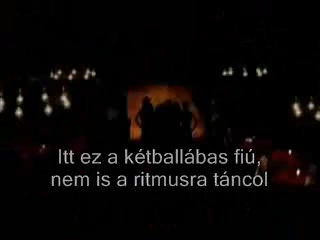 Itt ez a kétballábas fiú,
nem is a ritmusra táncol